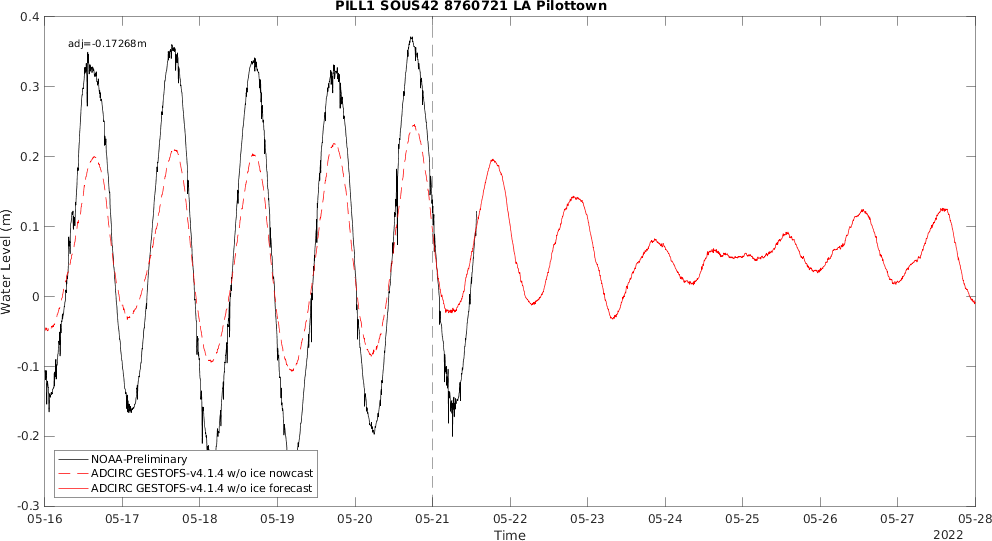 PILL1 SOUS42 8760721 LA Pilottown
adj=-0.17268m
0.4
0.3
0.2
0.1
0
-0.1
-0.2
-0.3
Water Level (m)
NOAA-Preliminary
ADCIRC GESTOFS-v4.1.4 w/o ice nowcast
ADCIRC GESTOFS-v4.1.4 w/o ice forecast
05-16 05-17 05-18 05-19 05-20 05-21 05-22 05-23 05-24 05-25 05-26 05-27 05-28
Time
2022